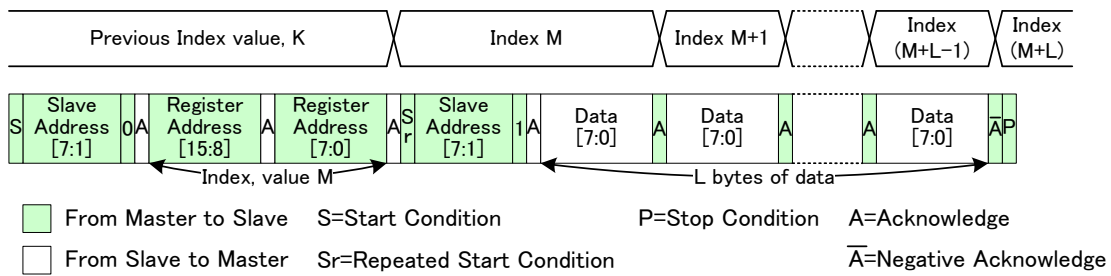 Previous Index value, K
Index M
Index M+1
Index
(M+L-1)
Index
(M+L)
S
Slave
Address
[7:1]
0
A
Register
Address
[15:8]
A
Register
Address
[7:0]
A
S
r
Slave
Address
[7:1]
1
A
Data
[7:0]
A
Data
[7:0]
A
A
Data
[7:0]
A̅
P
Index, value M
L bytes of data
From Master to Slave
S=Start Condition
P=Stop Condition
A=Acknowledge
From Slave to Master
Sr=Repeated Start Condition
A̅=Negative Acknowledge